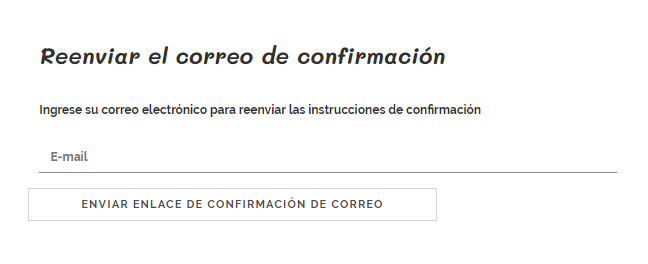 Reenviar el correo de confirmación
Ingrese su correo electrónico para reenviar las instrucciones de confirmación
E-mail
ENVIAR ENLACE DE CONFIRMACIÓN DE CORREO